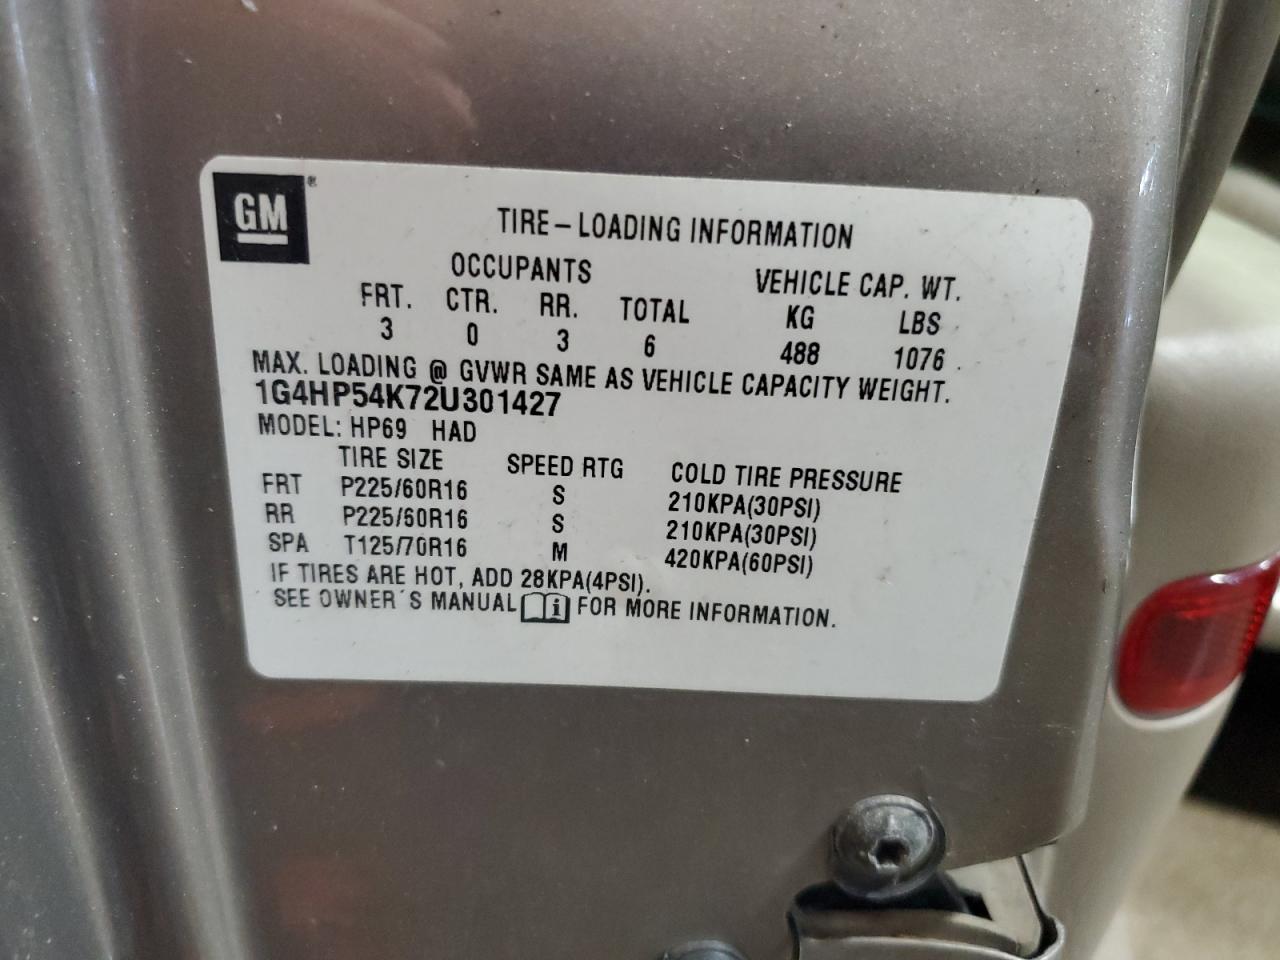 GM®
TIRE-LOADING INFORMATION
OCCUPANTS VEHICLE CAP. WT.
FRT. CTR. RR. TOTAL KG LBS
3 0 3 6 488 1076
MAX. LOADING @ GVWR SAME AS VEHICLE CAPACITY WEIGHT.
1G4HP54K72U301427
MODEL: HP69 HAD
TIRE SIZE SPEED RTG COLD TIRE PRESSURE
FRT P225/60R16 S 210KPA(30PSI)
RR P225/60R16 S 210KPA(30PSI)
SPA T125/70R16 M 420KPA(60PSI)
IF TIRES ARE HOT, ADD 28KPA(4PSI).
SEE OWNER'S MANUAL i FOR MORE INFORMATION.